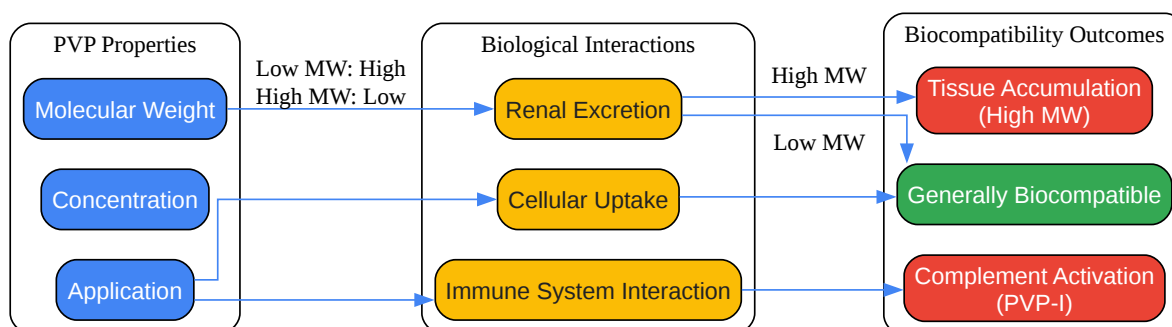 PVP Properties
Molecular Weight
Concentration
Application
Low MW: High
High MW: Low
Biological Interactions
Renal Excretion
Cellular Uptake
Immune System Interaction
High MW
Low MW
Biocompatibility Outcomes
Tissue Accumulation
(High MW)
Generally Biocompatible
Complement Activation
(PVP-I)